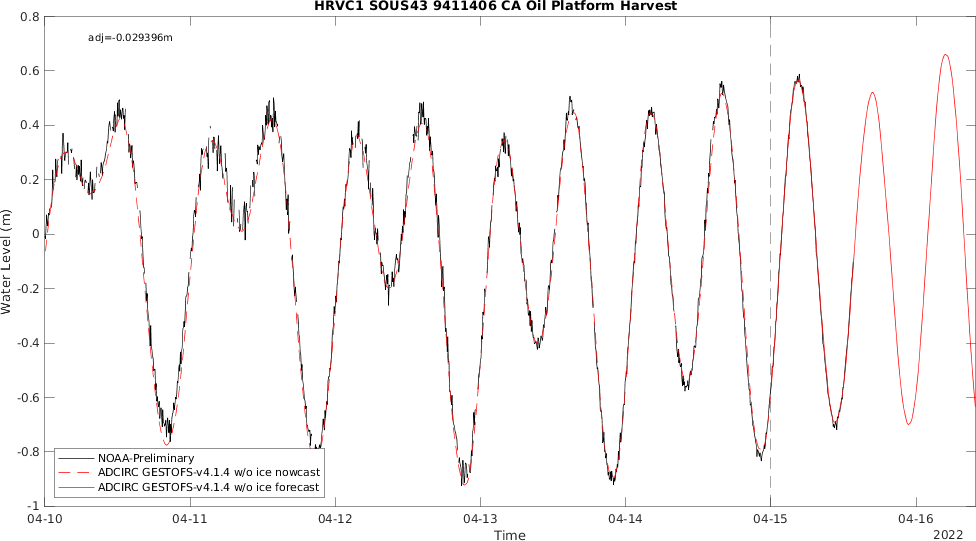 HRVC1 SOUS43 9411406 CA Oil Platform Harvest
adj=-0.029396m
0.8
0.6
0.4
0.2
0
-0.2
-0.4
-0.6
-0.8
-1
Water Level (m)
NOAA-Preliminary
ADCIRC GESTOFS-v4.1.4 w/o ice nowcast
ADCIRC GESTOFS-v4.1.4 w/o ice forecast
04-10 04-11 04-12 04-13 04-14 04-15 04-16
Time
2022